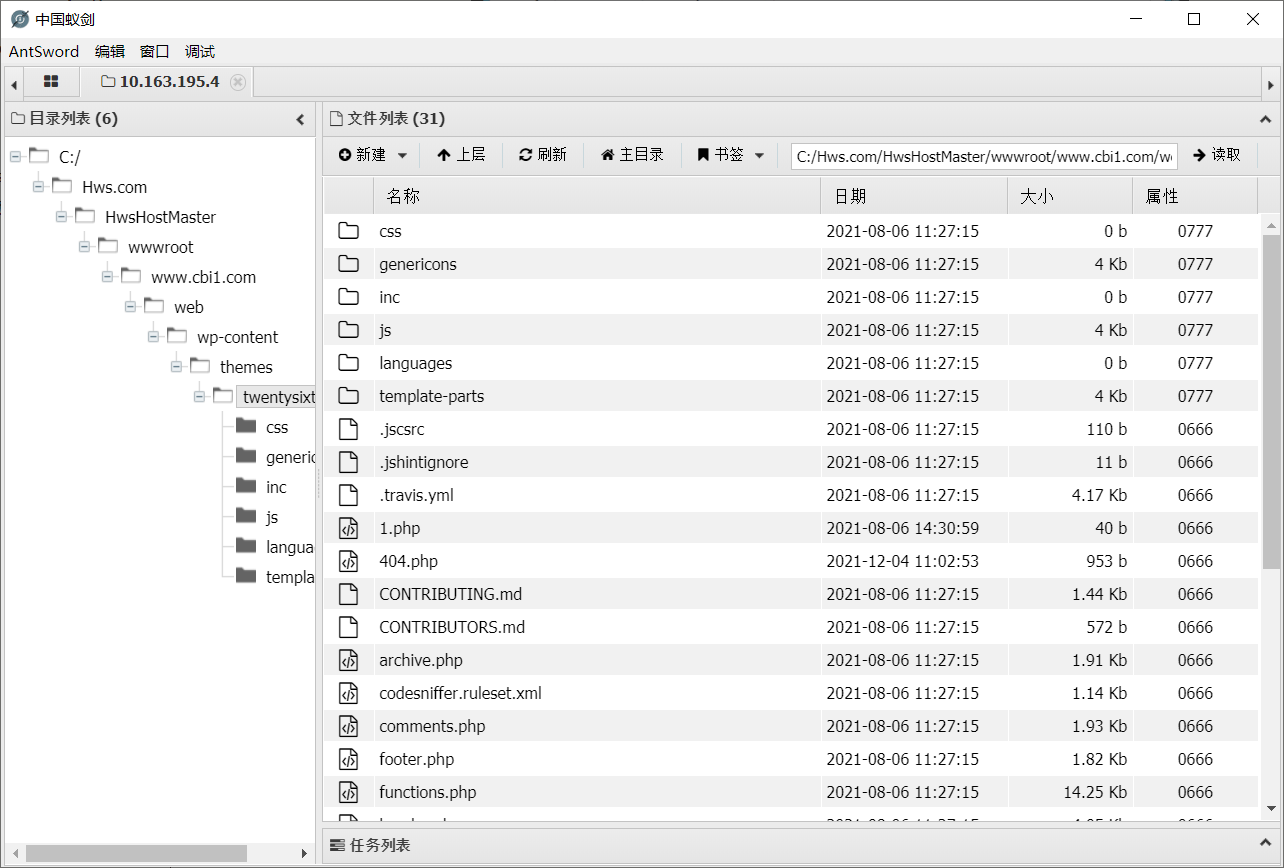 中国蚁剑
AntSword 编辑 窗口 调试
10.163.195.4
目录列表 (6)
C:/
Hws.com
HwsHostMaster
wwwroot
www.cbi1.com
web
wp-content
themes
twentysixt
css
generic
inc
js
langua
templa
文件列表 (31)
新建 上层 刷新 主目录 书签 C:/Hws.com/HwsHostMaster/wwwroot/www.cbi1.com/w 读取
名称 日期 大小 属性
css 2021-08-06 11:27:15 0 b 0777
genericons 2021-08-06 11:27:15 4 Kb 0777
inc 2021-08-06 11:27:15 0 b 0777
js 2021-08-06 11:27:15 4 Kb 0777
languages 2021-08-06 11:27:15 0 b 0777
template-parts 2021-08-06 11:27:15 4 Kb 0777
.jscsrc 2021-08-06 11:27:15 110 b 0666
.jshintignore 2021-08-06 11:27:15 11 b 0666
.travis.yml 2021-08-06 11:27:15 4.17 Kb 0666
1.php 2021-08-06 14:30:59 40 b 0666
404.php 2021-12-04 11:02:53 953 b 0666
CONTRIBUTING.md 2021-08-06 11:27:15 1.44 Kb 0666
CONTRIBUTORS.md 2021-08-06 11:27:15 572 b 0666
archive.php 2021-08-06 11:27:15 1.91 Kb 0666
codesniffer.ruleset.xml 2021-08-06 11:27:15 1.14 Kb 0666
comments.php 2021-08-06 11:27:15 1.93 Kb 0666
footer.php 2021-08-06 11:27:15 1.82 Kb 0666
functions.php 2021-08-06 11:27:15 14.25 Kb 0666
任务列表